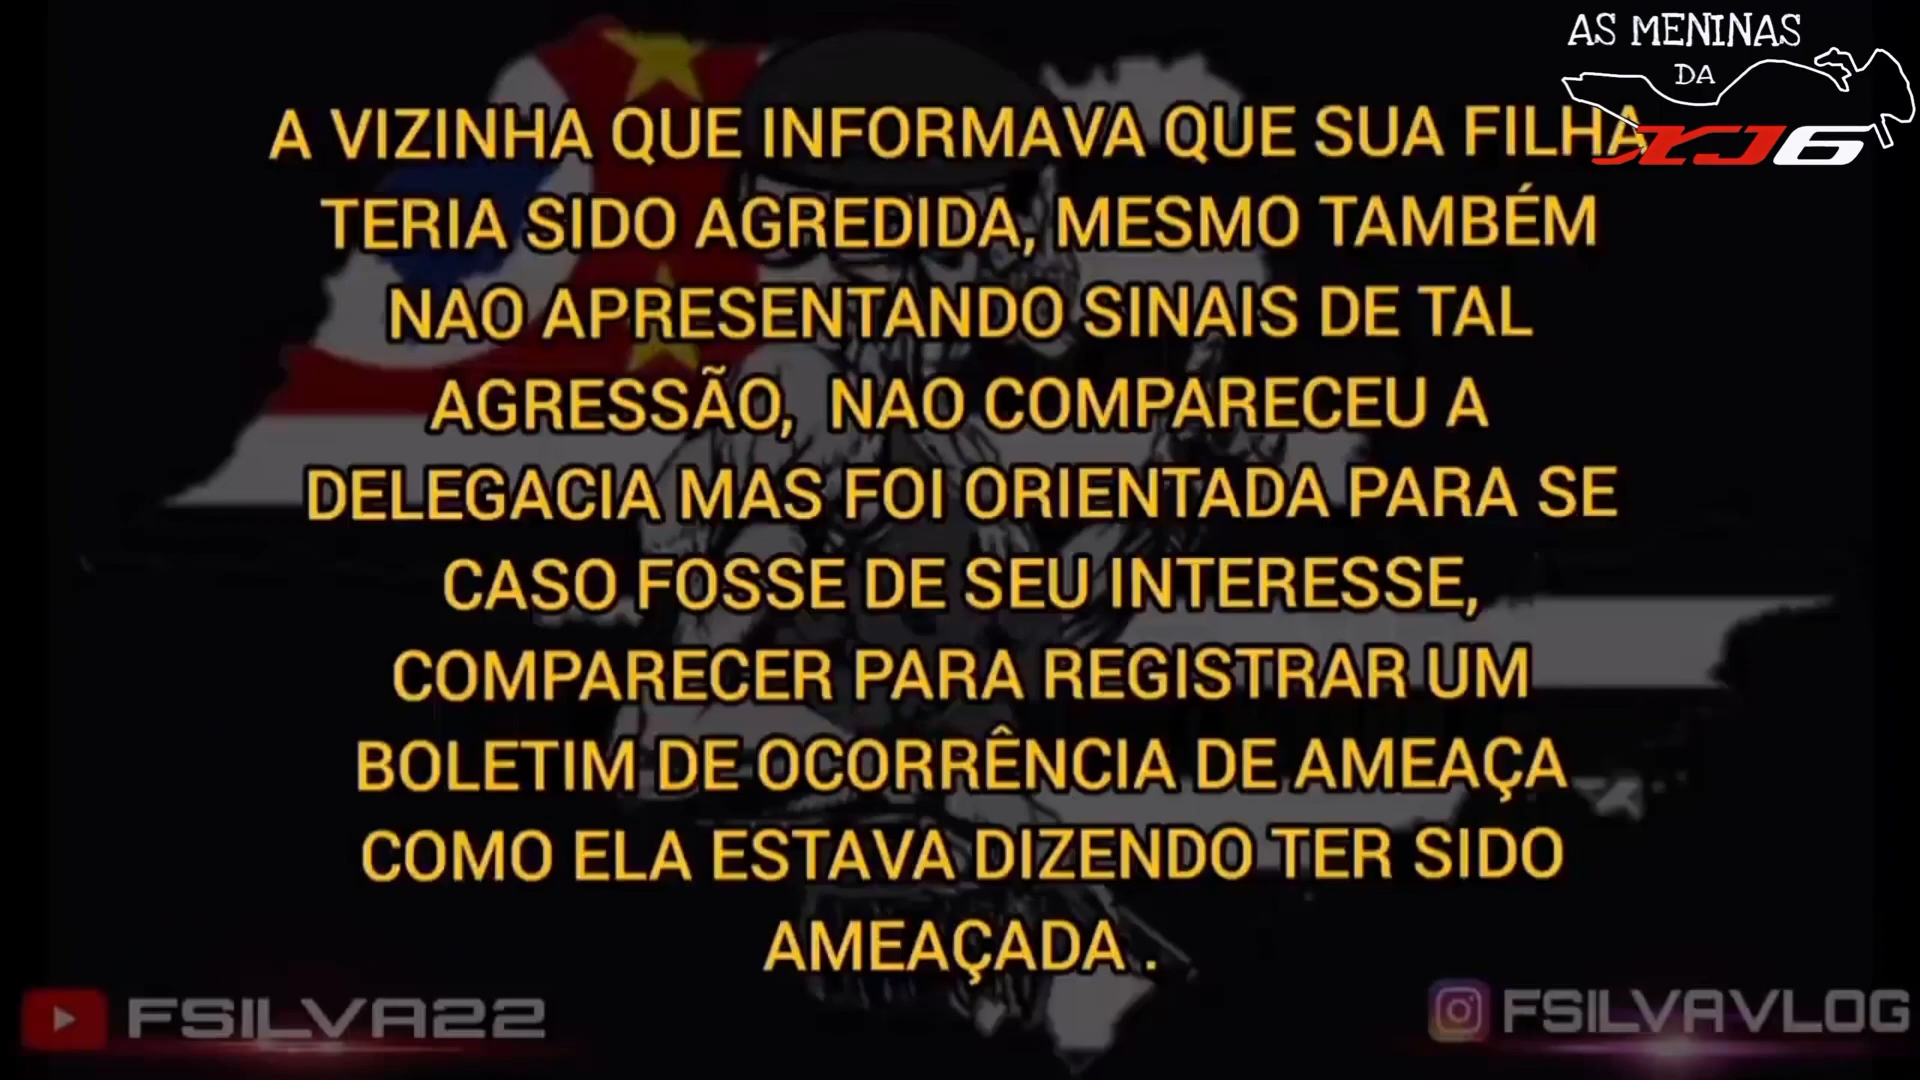 AS MENINAS
DA
XJ6
A VIZINHA QUE INFORMAVA QUE SUA FILHA
TERIA SIDO AGREDIDA, MESMO TAMBÉM
NAO APRESENTANDO SINAIS DE TAL
AGRESSÃO, NAO COMPARECEU A
DELEGACIA MAS FOI ORIENTADA PARA SE
CASO FOSSE DE SEU INTERESSE,
COMPARECER PARA REGISTRAR UM
BOLETIM DE OCORRÊNCIA DE AMEAÇA
COMO ELA ESTAVA DIZENDO TER SIDO
AMEAÇADA .
FSILVA22
FSILVAVLOG